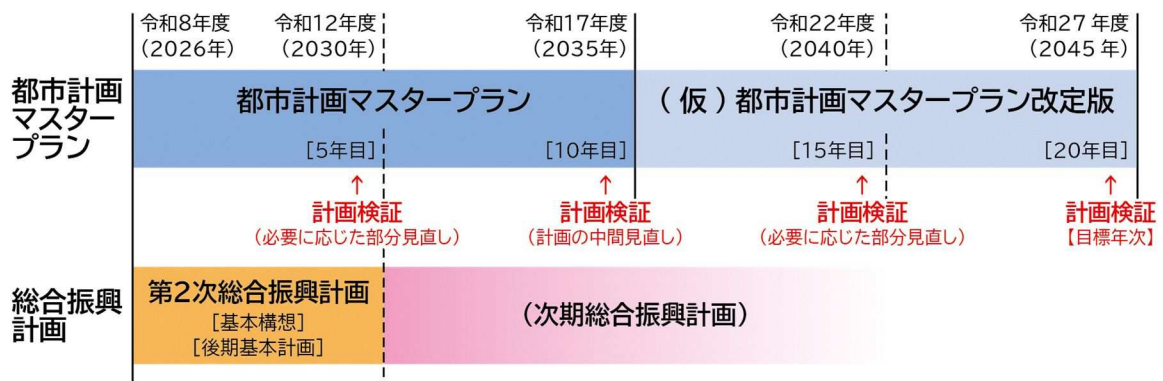 令和8年度 令和12年度 令和17年度 令和22年度 令和27年度
(2026年) (2030年) (2035年) (2040年) (2045年)
都市計画
マスター
プラン
都市計画マスタープラン
(仮)都市計画マスタープラン改定版
[5年目] [10年目] [15年目] [20年目]
↑ ↑ ↑ ↑
計画検証 計画検証 計画検証 計画検証
(必要に応じた部分見直し) (計画の中間見直し) (必要に応じた部分見直し) 【目標年次】
総合振興
計画
第2次総合振興計画
[基本構想]
[後期基本計画]
(次期総合振興計画)